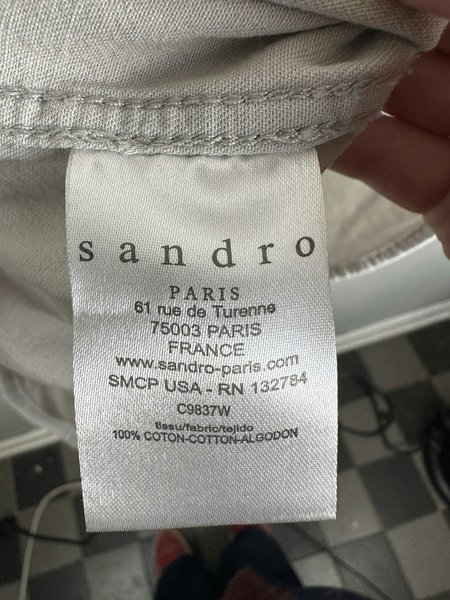 sandro
PARIS
61 rue de Turenne
75003 PARIS
FRANCE
www.sandro-paris.com
SMCP USA - RN 132784
C9837W
tissu/fabric/tejido
100% COTON-COTTON-ALGODON